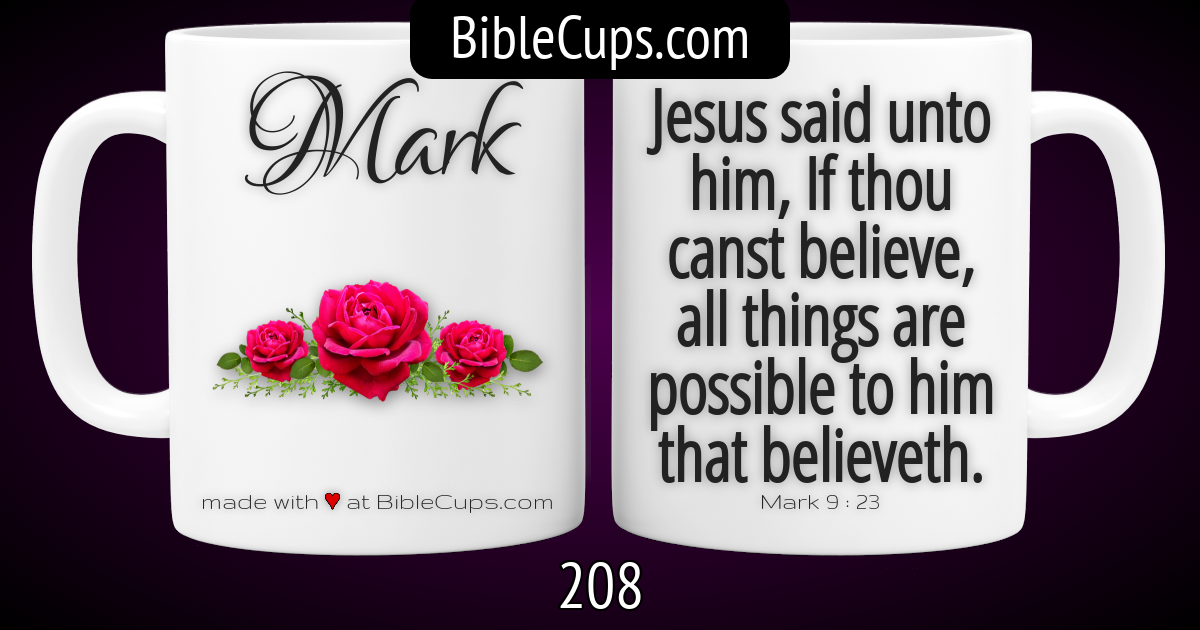 BibleCups.com
Mark
made with ❤ at BibleCups.com
Jesus said unto
him, If thou
canst believe,
all things are
possible to him
that believeth.
Mark 9 : 23
208